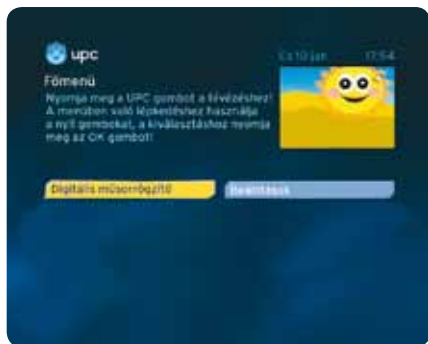 upc
Cs 10 jan 17:54
Főmenü
Nyomja meg a UPC gombot a tévézéshez!
A menüben való lépkedéshez használja
a nyíl gombokat, a kiválasztáshoz nyomja
meg az OK gombot!
Digitális műsorrögzítő Beállítások